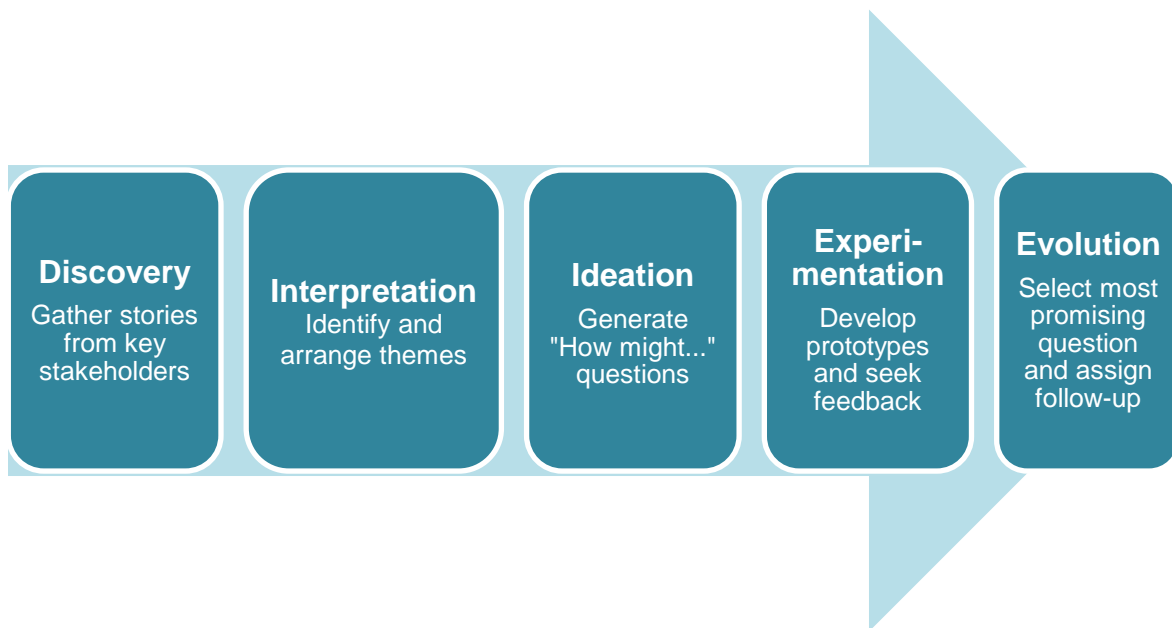 Discovery
Gather stories
from key
stakeholders
Interpretation
Identify and
arrange themes
Ideation
Generate
"How might..."
questions
Experi-
mentation
Develop
prototypes
and seek
feedback
Evolution
Select most
promising
question
and assign
follow-up